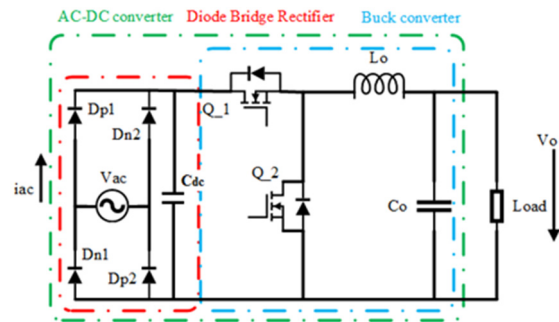 AC-DC converter Diode Bridge Rectifier Buck converter
Lo
Dp1
Q_1
Dn2
Vo
Vac
Q_2
iac
Cdc
Co
Load
Dn1
Dp2